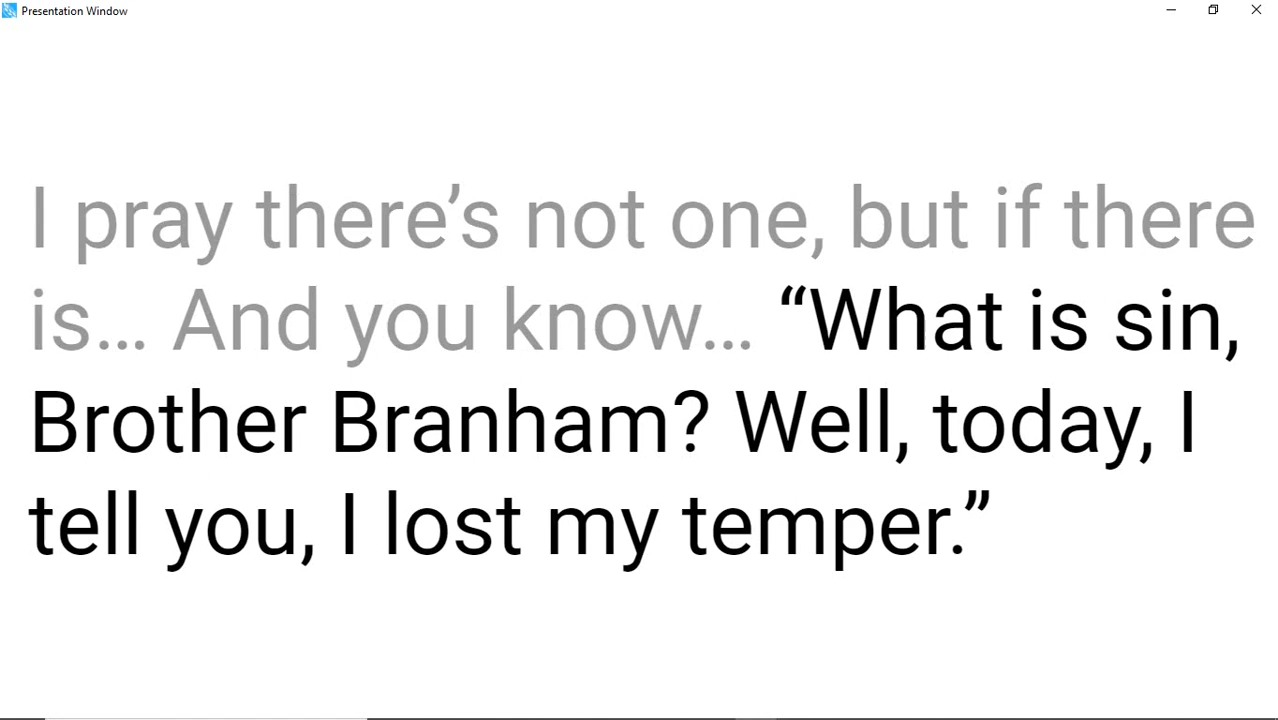 Presentation Window
I pray there’s not one, but if there
is… And you know… “What is sin,
Brother Branham? Well, today, I
tell you, I lost my temper.”